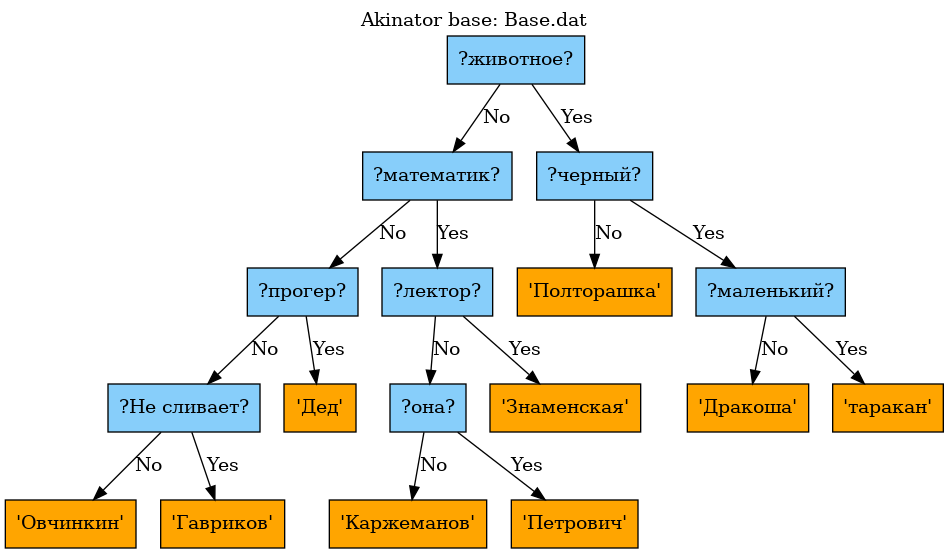 Akinator base: Base.dat
?животное?
No
Yes
?математик?
?черный?
No
Yes
No
Yes
?прогер?
?лектор?
'Полторашка'
?маленький?
No
Yes
No
Yes
No
Yes
?Не сливает?
'Дед'
?она?
'Знаменская'
'Дракоша'
'таракан'
No
Yes
No
Yes
'Овчинкин'
'Гавриков'
'Каржеманов'
'Петрович'